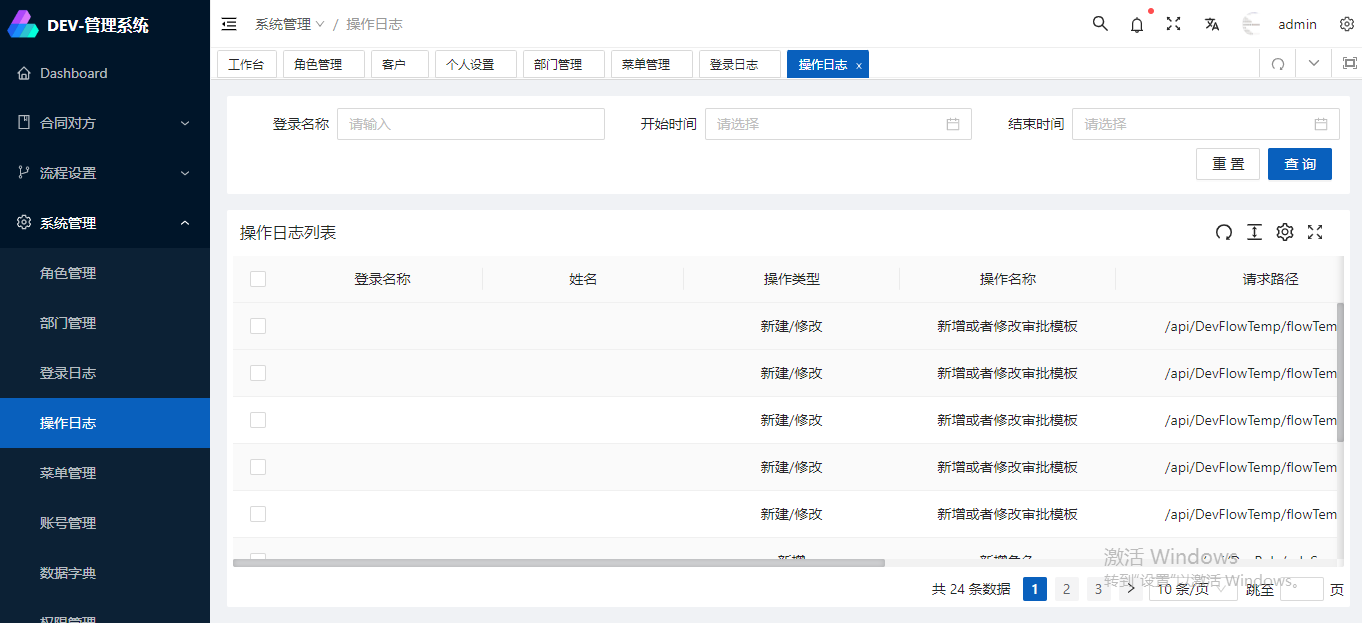 DEV-管理系统
Dashboard
合同对方
流程设置
系统管理
角色管理
部门管理
登录日志
操作日志
菜单管理
账号管理
数据字典
权限管理
系统管理 / 操作日志
admin
工作台 角色管理 客户 个人设置 部门管理 菜单管理 登录日志 操作日志 x
登录名称 请输入 开始时间 请选择 结束时间 请选择
重 置 查 询
操作日志列表
登录名称 姓名 操作类型 操作名称 请求路径
新建/修改 新增或者修改审批模板 /api/DevFlowTemp/flowTem
新建/修改 新增或者修改审批模板 /api/DevFlowTemp/flowTem
新建/修改 新增或者修改审批模板 /api/DevFlowTemp/flowTem
新建/修改 新增或者修改审批模板 /api/DevFlowTemp/flowTem
新建/修改 新增或者修改审批模板 /api/DevFlowTemp/flowTem
新增 新增角色
激活 Windows
转到"设置"以激活 Windows。
共 24 条数据 1 2 3 > 10 条/页 跳至 页